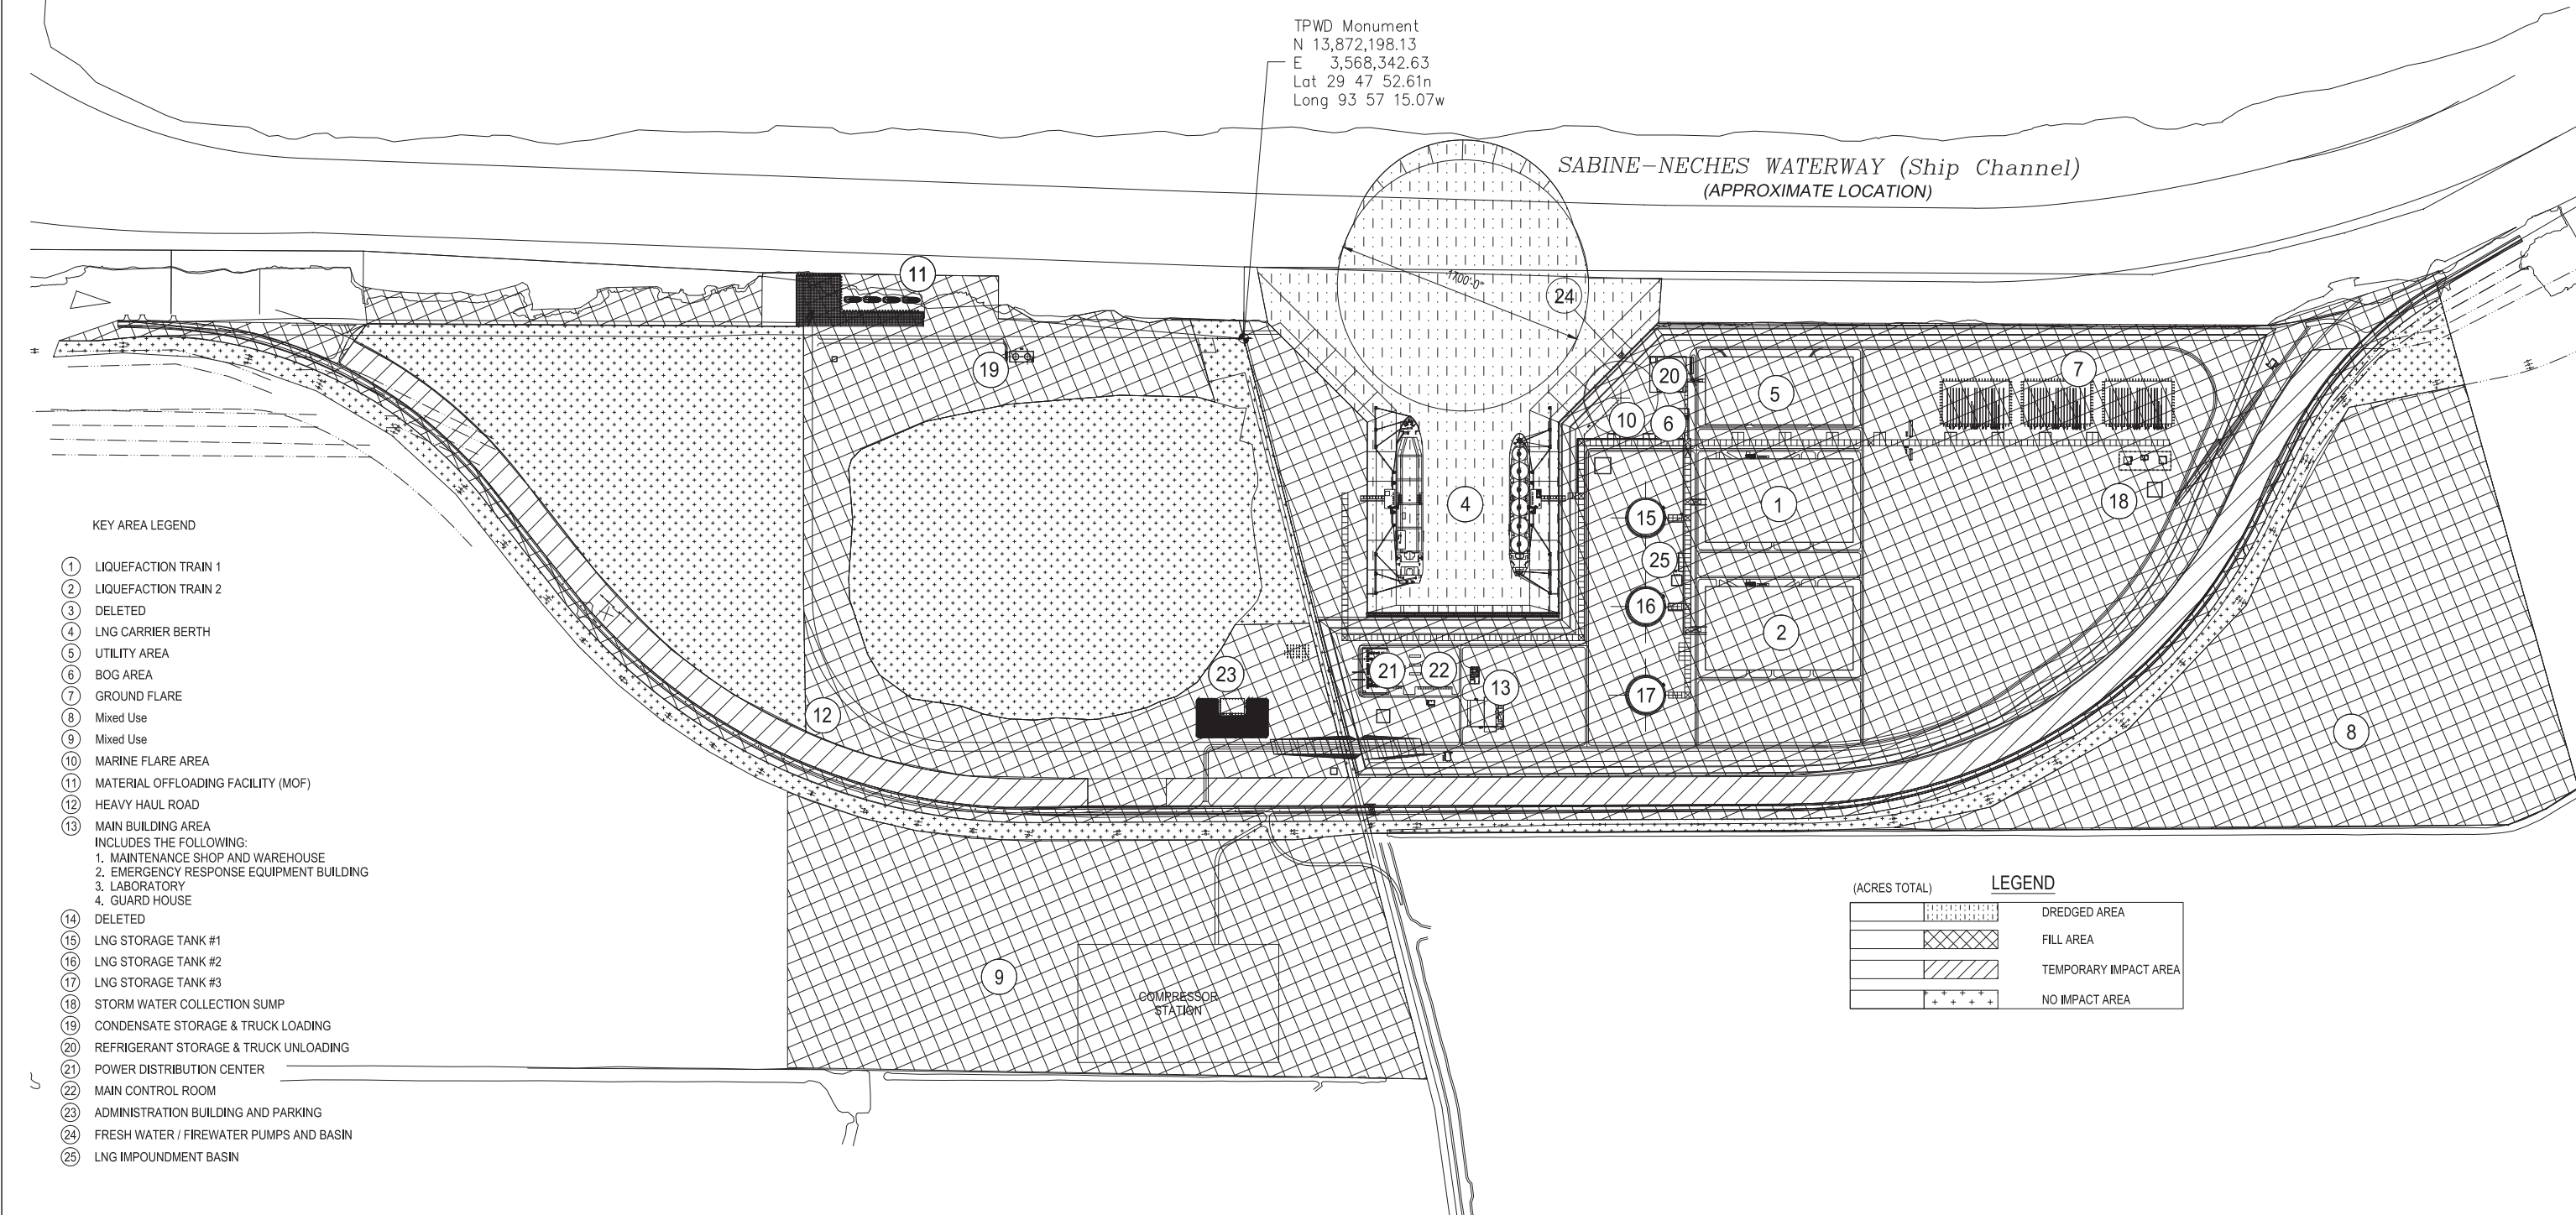 TPWD Monument
N 13,872,198.13
E 3,568,342.63
Lat 29 47 52.61n
Long 93 57 15.07w
SABINE-NECHES WATERWAY (Ship Channel)
(APPROXIMATE LOCATION)
11
1700'-0"
24
19
20
5
7
10
6
18
4
15
1
25
16
2
23
21
22
13
17
12
8
9
COMPRESSOR
STATION
KEY AREA LEGEND
1 LIQUEFACTION TRAIN 1
2 LIQUEFACTION TRAIN 2
3 DELETED
4 LNG CARRIER BERTH
5 UTILITY AREA
6 BOG AREA
7 GROUND FLARE
8 Mixed Use
9 Mixed Use
10 MARINE FLARE AREA
11 MATERIAL OFFLOADING FACILITY (MOF)
12 HEAVY HAUL ROAD
13 MAIN BUILDING AREA
INCLUDES THE FOLLOWING:
1. MAINTENANCE SHOP AND WAREHOUSE
2. EMERGENCY RESPONSE EQUIPMENT BUILDING
3. LABORATORY
4. GUARD HOUSE
14 DELETED
15 LNG STORAGE TANK #1
16 LNG STORAGE TANK #2
17 LNG STORAGE TANK #3
18 STORM WATER COLLECTION SUMP
19 CONDENSATE STORAGE & TRUCK LOADING
20 REFRIGERANT STORAGE & TRUCK UNLOADING
21 POWER DISTRIBUTION CENTER
22 MAIN CONTROL ROOM
23 ADMINISTRATION BUILDING AND PARKING
24 FRESH WATER / FIREWATER PUMPS AND BASIN
25 LNG IMPOUNDMENT BASIN
(ACRES TOTAL) LEGEND
DREDGED AREA
FILL AREA
TEMPORARY IMPACT AREA
NO IMPACT AREA